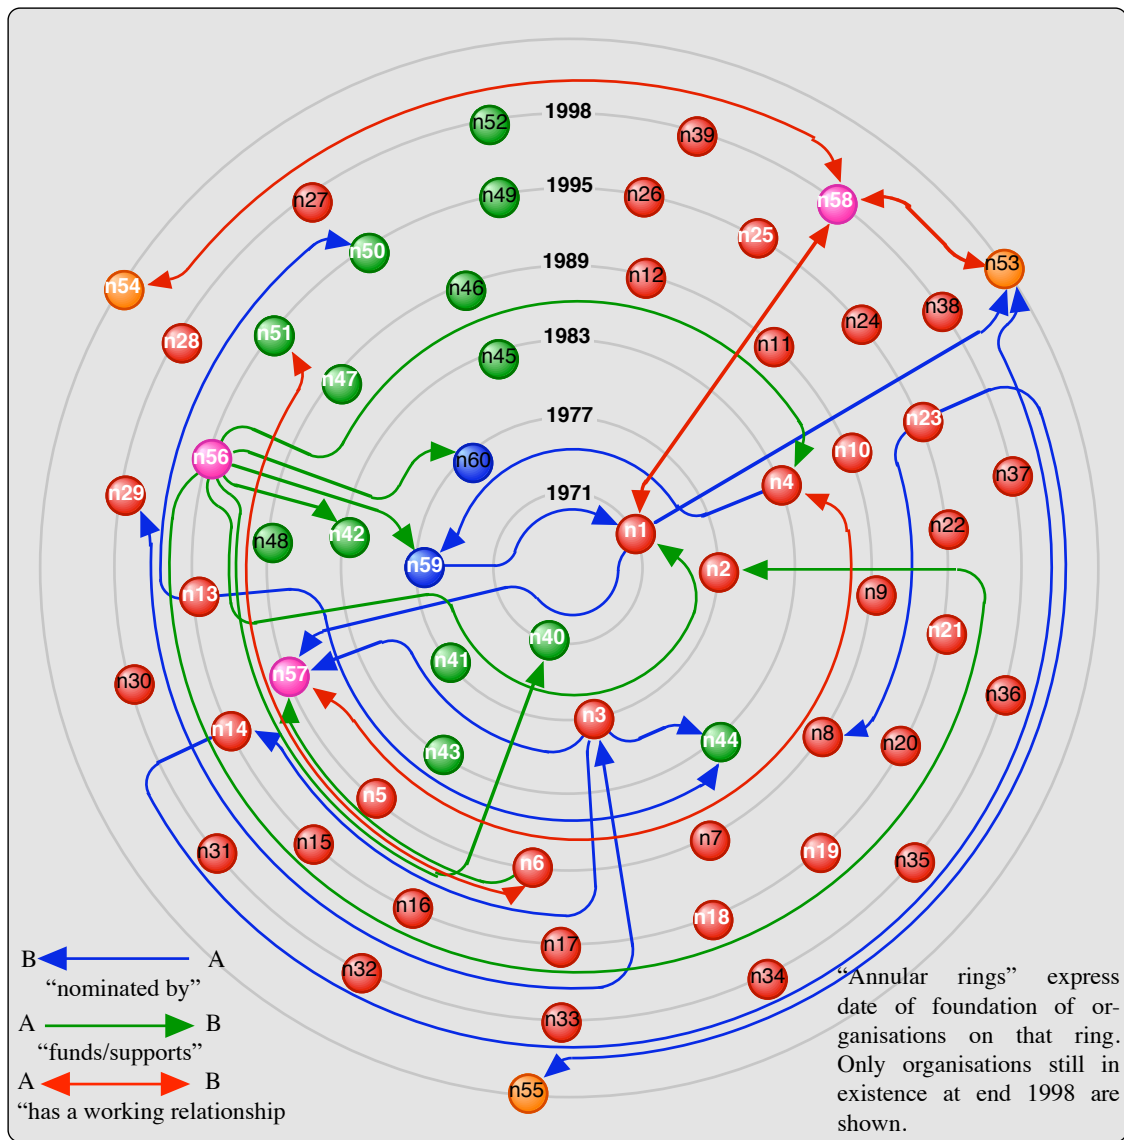 1998
n52
n39
1995
n27
n49
n26
n58
n25
n50
1989
n53
n54
n12
n46
n38
n28
n51
n24
1983
n11
n45
n47
1977
n23
n10
n56
n60
n37
n4
n29
1971
n22
n1
n42
n48
n59
n2
n13
n9
n21
n40
n41
n57
n30
n36
n3
n14
n8
n44
n20
n43
n5
n7
n15
n19
n31
n35
n6
n16
n18
n17
n32
n34
n33
n55
B A
“nominated by”
A B
“funds/supports”
A B
“has a working relationship
“Annular rings” express
date of foundation of or-
ganisations on that ring.
Only organisations still in
existence at end 1998 are
shown.